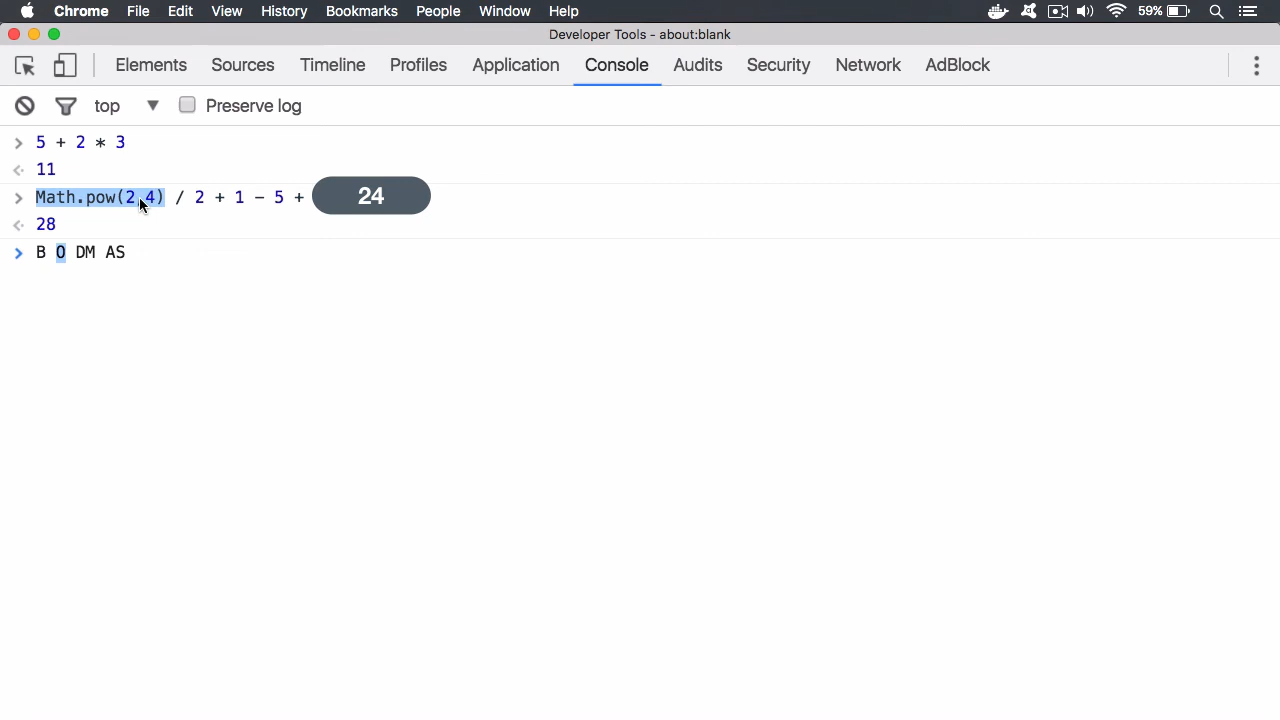 Chrome File Edit View History Bookmarks People Window Help 59%
Developer Tools - about:blank
Elements Sources Timeline Profiles Application Console Audits Security Network AdBlock
top Preserve log
> 5 + 2 * 3
< 11
> Math.pow(2,4) / 2 + 1 - 5 + 24
< 28
> B O DM AS